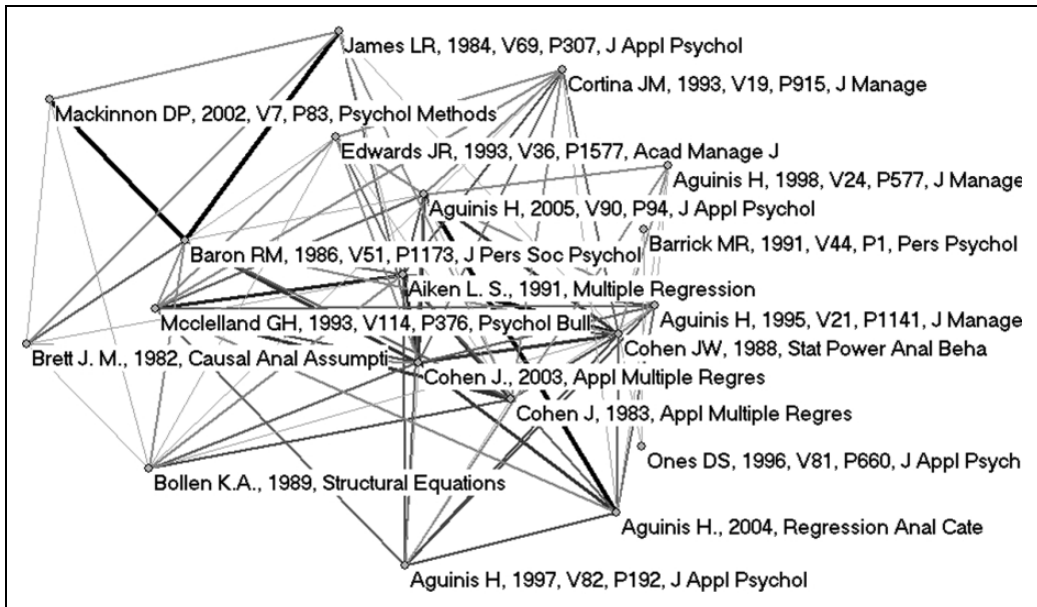 James LR, 1984, V69, P307, J Appl Psychol
Cortina JM, 1993, V19, P915, J Manage
Mackinnon DP, 2002, V7, P83, Psychol Methods
Edwards JR, 1993, V36, P1577, Acad Manage J
Aguinis H, 1998, V24, P577, J Manage
Aguinis H, 2005, V90, P94, J Appl Psychol
Barrick MR, 1991, V44, P1, Pers Psychol
Baron RM, 1986, V51, P1173, J Pers Soc Psychol
Aiken L. S., 1991, Multiple Regression
Mcclelland GH, 1993, V114, P376, Psychol Bull
Aguinis H, 1995, V21, P1141, J Manage
Cohen JW, 1988, Stat Power Anal Beha
Brett J. M., 1982, Causal Anal Assumpti
Cohen J., 2003, Appl Multiple Regres
Cohen J, 1983, Appl Multiple Regres
Ones DS, 1996, V81, P660, J Appl Psych
Bollen K.A., 1989, Structural Equations
Aguinis H., 2004, Regression Anal Cate
Aguinis H, 1997, V82, P192, J Appl Psychol